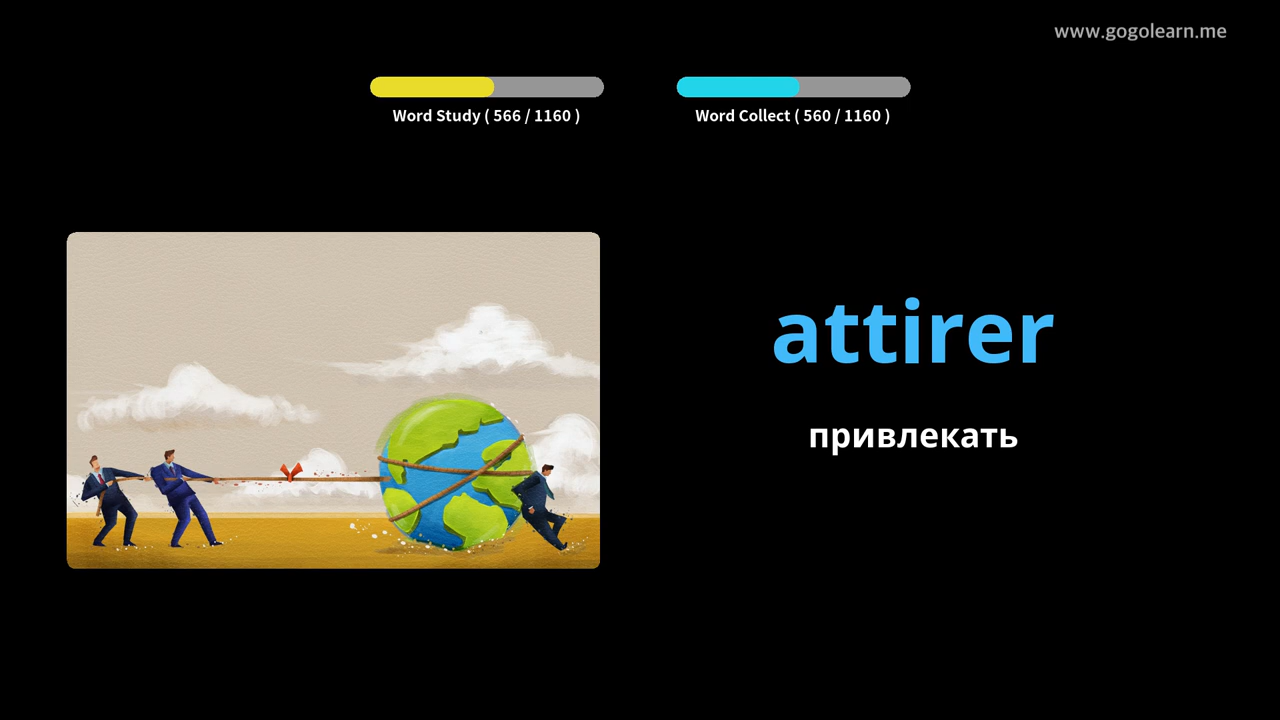 www.gogolearn.me
Word Study ( 566 / 1160 )
Word Collect ( 560 / 1160 )
attirer
привлекать